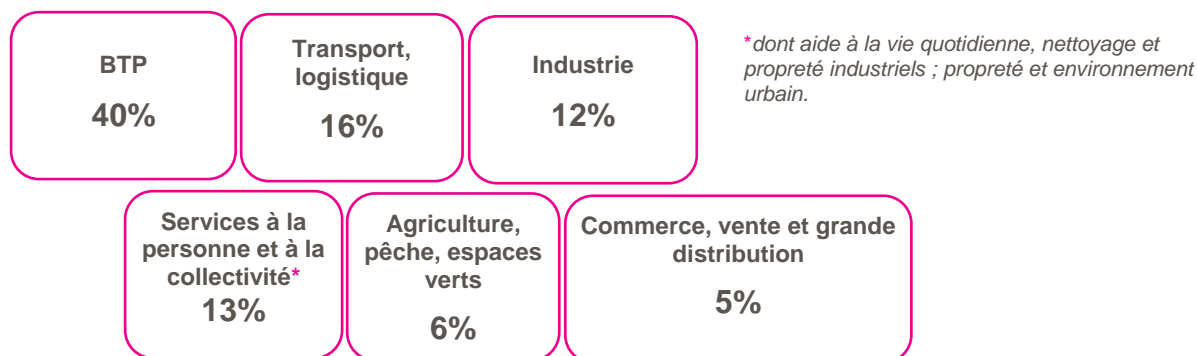 BTP
40%
Transport,
logistique
16%
Industrie
12%
*dont aide à la vie quotidienne, nettoyage et
propreté industriels ; propreté et environnement
urbain.
Services à la
personne et à la
collectivité*
13%
Agriculture,
pêche, espaces
verts
6%
Commerce, vente et grande
distribution
5%